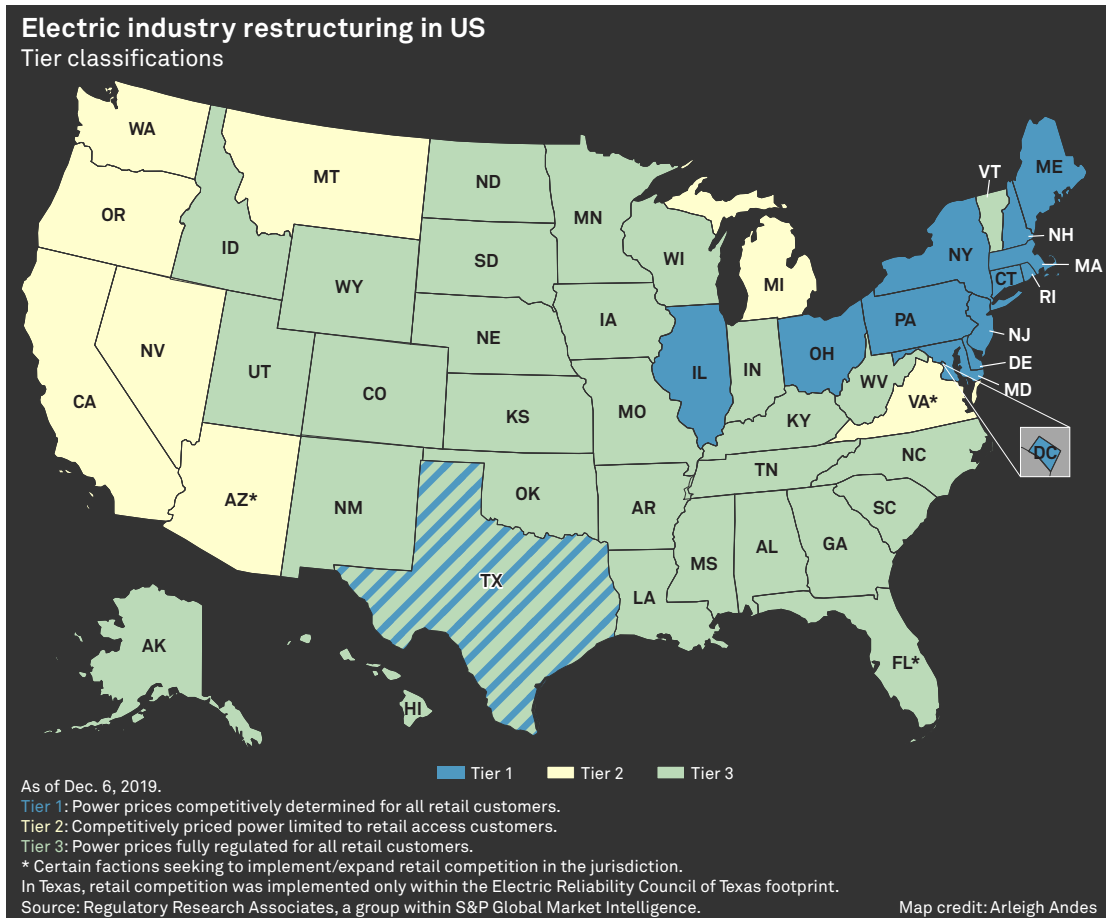 Electric industry restructuring in US
Tier classifications
WA
MT
ND
MN
VT
ME
OR
ID
SD
WI
NY
NH
MA
WY
MI
CT
RI
NE
IA
PA
NJ
NV
UT
CO
IL
IN
OH
DE
MD
CA
KS
MO
WV
KY
VA*
DC
AZ*
NM
OK
TN
NC
AR
SC
TX
MS
AL
GA
LA
AK
FL*
HI
Tier 1
Tier 2
Tier 3
As of Dec. 6, 2019.
Tier 1: Power prices competitively determined for all retail customers.
Tier 2: Competitively priced power limited to retail access customers.
Tier 3: Power prices fully regulated for all retail customers.
* Certain factions seeking to implement/expand retail competition in the jurisdiction.
In Texas, retail competition was implemented only within the Electric Reliability Council of Texas footprint.
Source: Regulatory Research Associates, a group within S&P Global Market Intelligence.
Map credit: Arleigh Andes